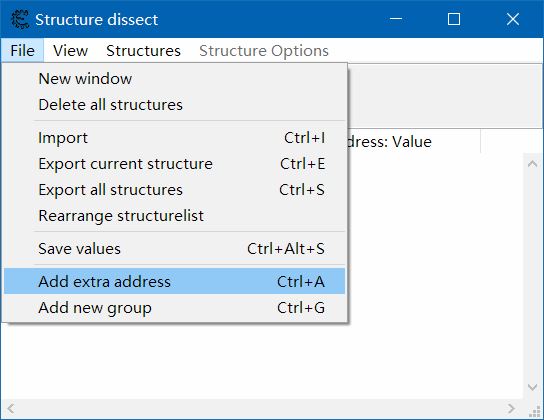 Structure dissect
File View Structures Structure Options
New window
Delete all structures
dress: Value
Import Ctrl+I
Export current structure Ctrl+E
Export all structures Ctrl+S
Rearrange structurelist
Save values Ctrl+Alt+S
Add extra address Ctrl+A
Add new group Ctrl+G